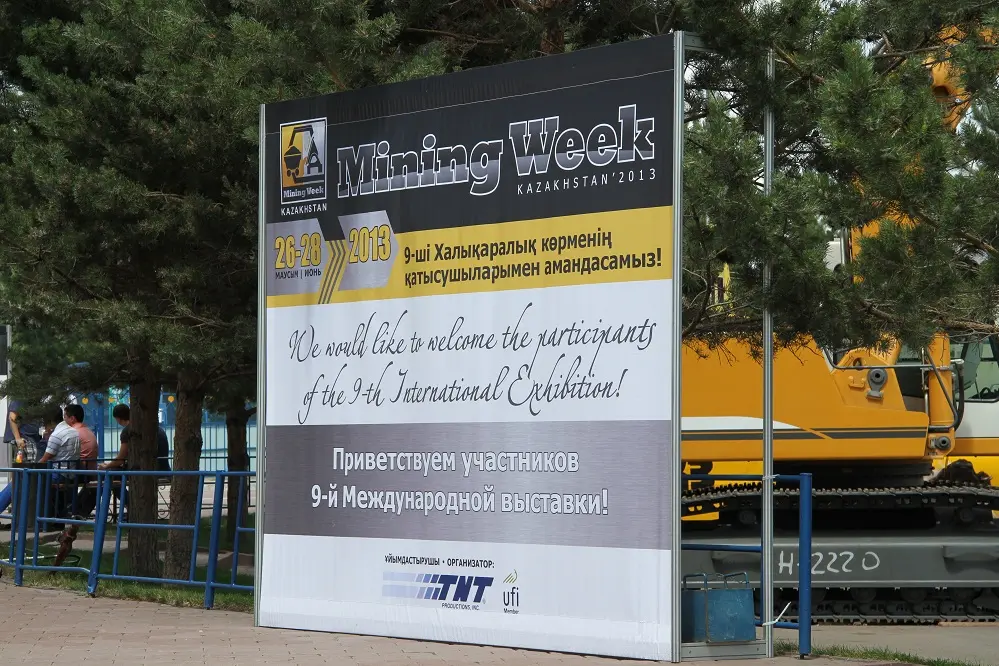 Mining Week
KAZAKHSTAN
Mining Week
KAZAKHSTAN'2013
26-28
МАУСЫМ | ИЮНЬ
2013
9-ші Халықаралық көрменің
қатысушыларымен амандасамыз!
We would like to welcome the participants
of the 9-th International Exhibition!
Приветствуем участников
9-й Международной выставки!
ҰЙЫМДАСТЫРУШЫ • ОРГАНИЗАТОР:
TNT
PRODUCTIONS, INC.
ufi
Member
H-2220